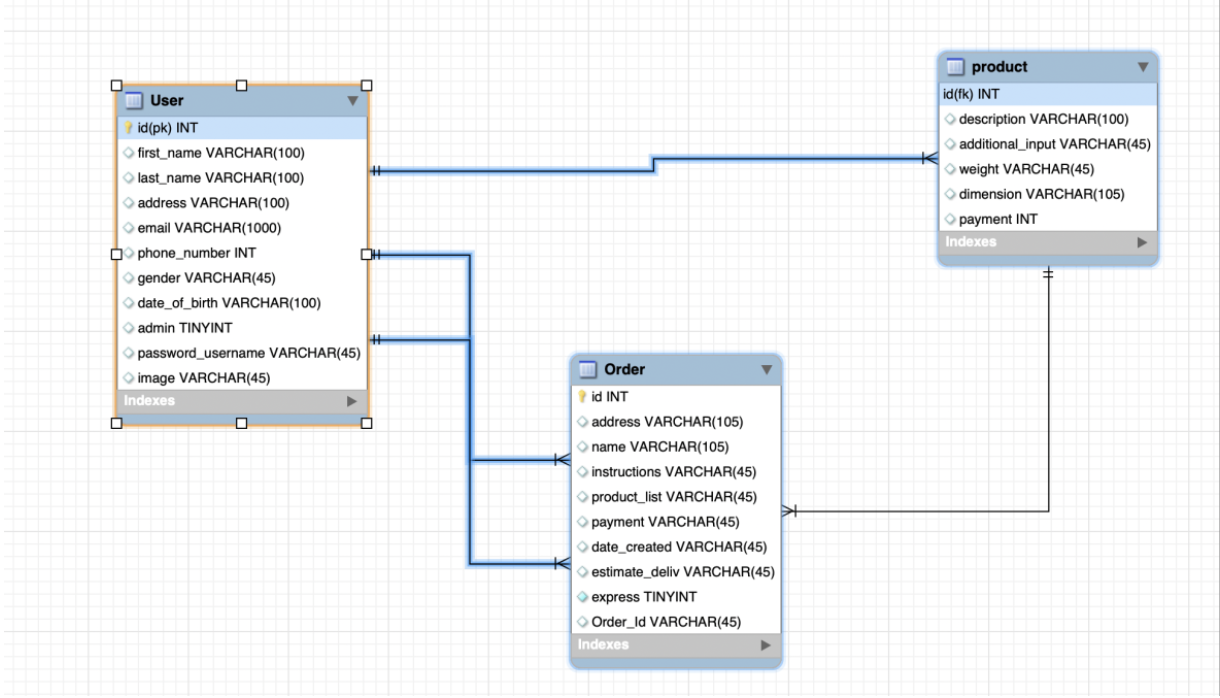 User
id(pk) INT
first_name VARCHAR(100)
last_name VARCHAR(100)
address VARCHAR(100)
email VARCHAR(1000)
phone_number INT
gender VARCHAR(45)
date_of_birth VARCHAR(100)
admin TINYINT
password_username VARCHAR(45)
image VARCHAR(45)
Indexes
product
id(fk) INT
description VARCHAR(100)
additional_input VARCHAR(45)
weight VARCHAR(45)
dimension VARCHAR(105)
payment INT
Indexes
Order
id INT
address VARCHAR(105)
name VARCHAR(105)
instructions VARCHAR(45)
product_list VARCHAR(45)
payment VARCHAR(45)
date_created VARCHAR(45)
estimate_deliv VARCHAR(45)
express TINYINT
Order_Id VARCHAR(45)
Indexes